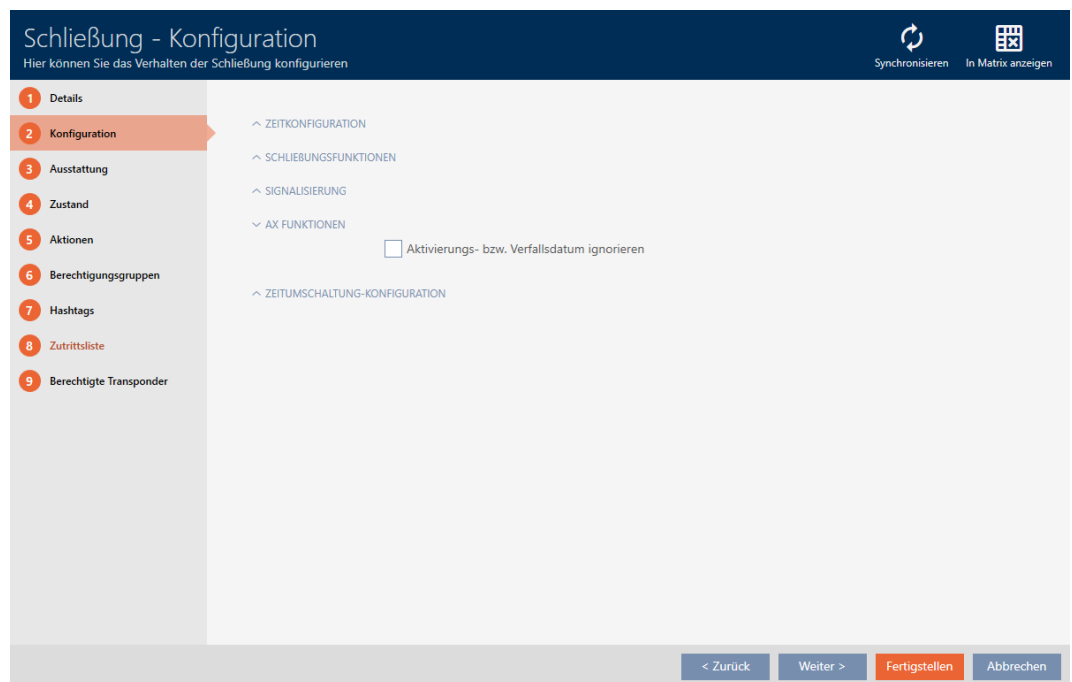 Schließung - Konfiguration
Hier können Sie das Verhalten der Schließung konfigurieren
Synchronisieren
In Matrix anzeigen
1 Details
2 Konfiguration
3 Ausstattung
4 Zustand
5 Aktionen
6 Berechtigungsgruppen
7 Hashtags
8 Zutrittsliste
9 Berechtigte Transponder
ZEITKONFIGURATION
SCHLIEßUNGSFUNKTIONEN
SIGNALISIERUNG
AX FUNKTIONEN
Aktivierungs- bzw. Verfallsdatum ignorieren
ZEITUMSCHALTUNG-KONFIGURATION
< Zurück
Weiter >
Fertigstellen
Abbrechen